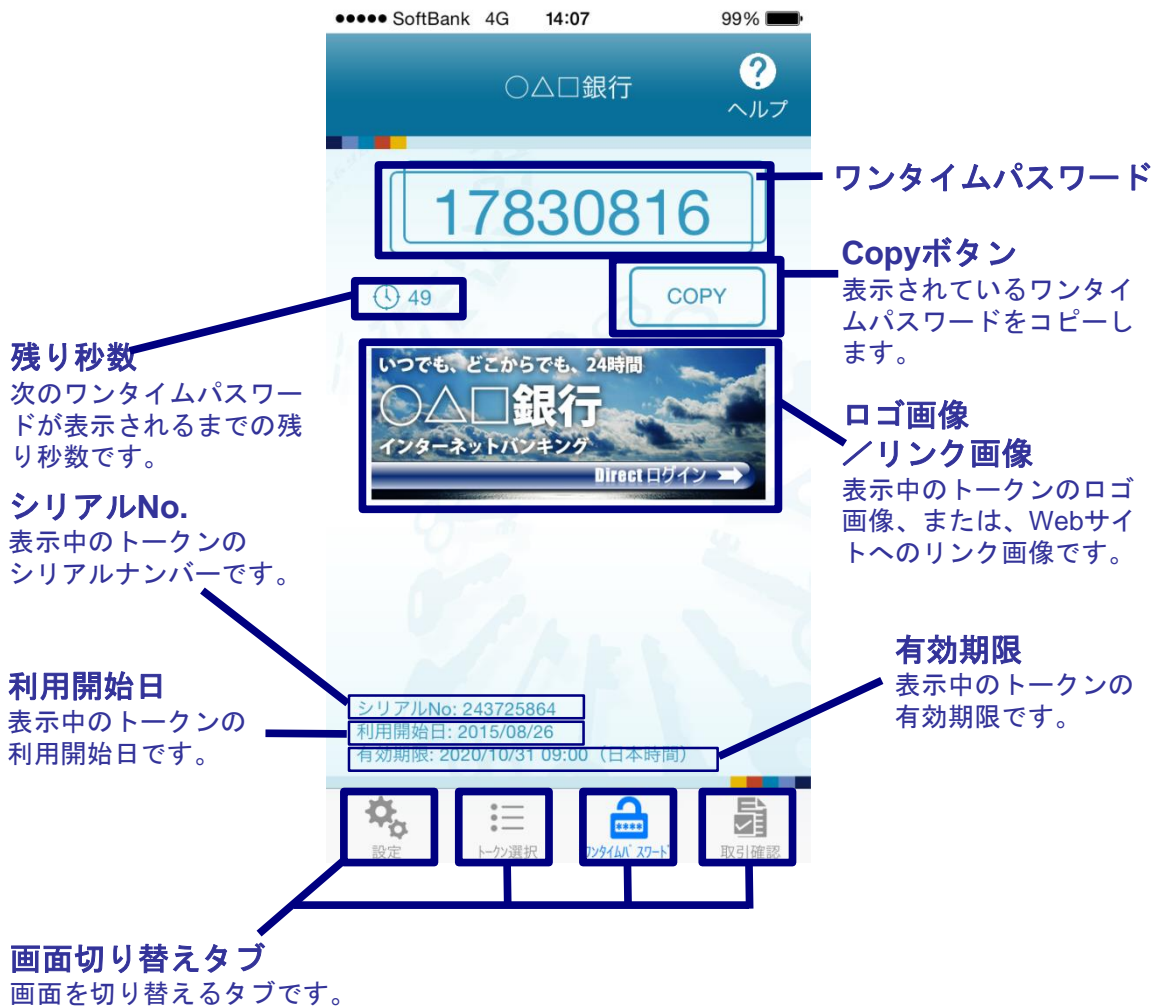 ●●●●● SoftBank 4G 14:07 99%
○△□銀行
?
ヘルプ
17830816
ワンタイムパスワード
49
COPY
Copyボタン
表示されているワンタイ
ムパスワードをコピーし
ます。
残り秒数
次のワンタイムパスワー
ドが表示されるまでの残
り秒数です。
いつでも、どこからでも、24時間
○△□銀行
インターネットバンキング
Direct ログイン
ロゴ画像
／リンク画像
表示中のトークンのロゴ
画像、または、Webサイ
トへのリンク画像です。
シリアルNo.
表示中のトークンの
シリアルナンバーです。
利用開始日
表示中のトークンの
利用開始日です。
有効期限
表示中のトークンの
有効期限です。
シリアルNo: 243725864
利用開始日: 2015/08/26
有効期限: 2020/10/31 09:00（日本時間）
設定
トークン選択
****
ワンタイムパスワード
取引確認
画面切り替えタブ
画面を切り替えるタブです。